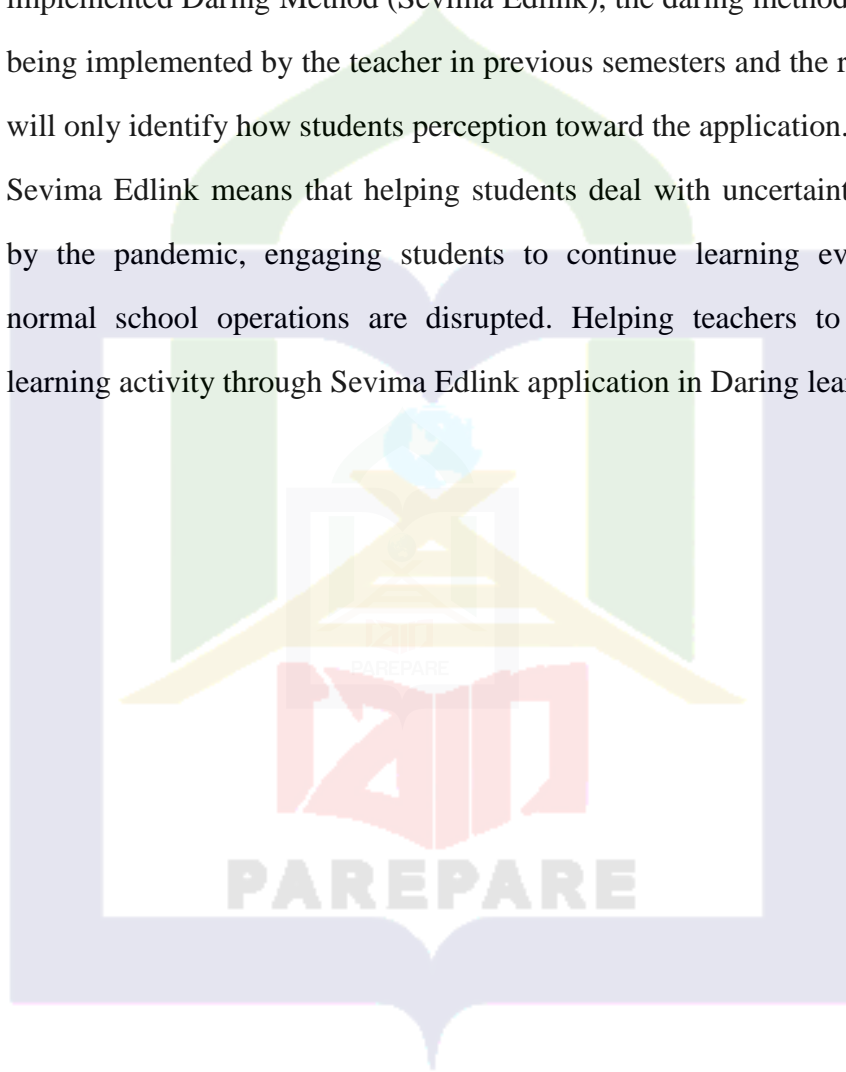 implemented Daring Method (Sevima Edlink), the daring method
being implemented by the teacher in previous semesters and the
will only identify how students perception toward the application.
Sevima Edlink means that helping students deal with
by the pandemic, engaging students to continue learning
normal school operations are disrupted. Helping teachers to
learning activity through Sevima Edlink application in Daring
PAREPARE
PAREPARE